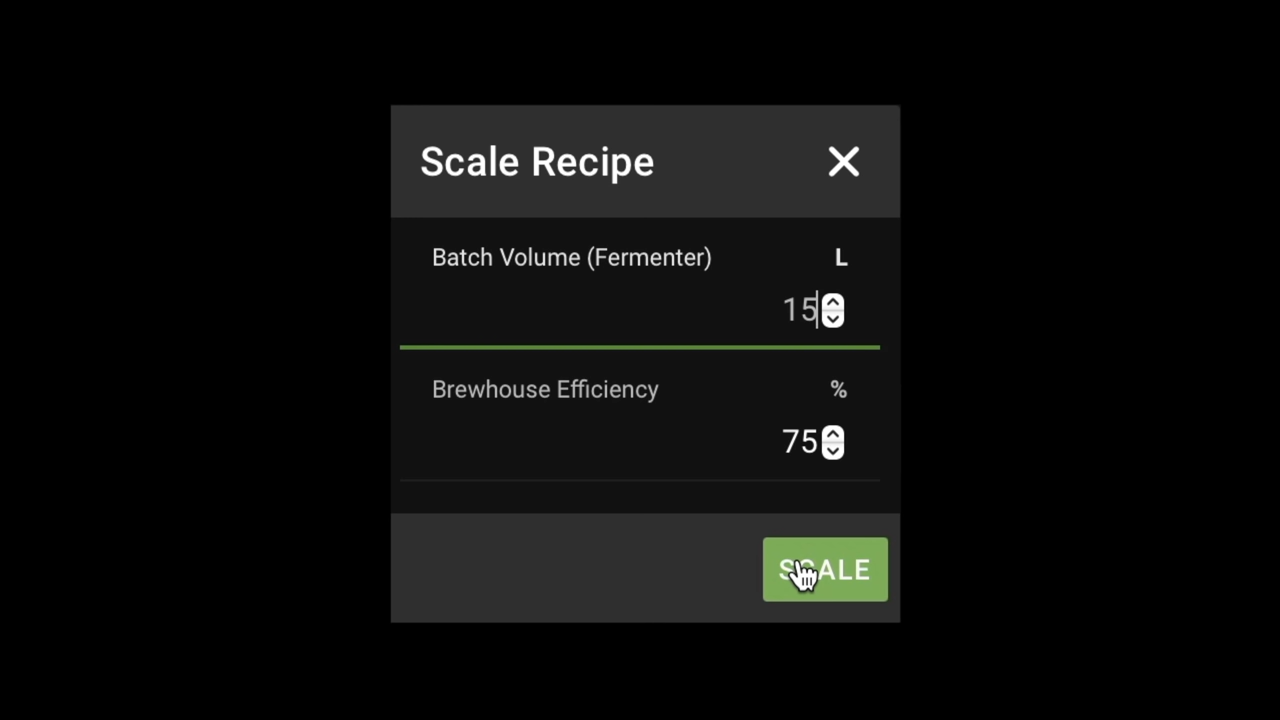 Scale Recipe
Batch Volume (Fermenter) L
15
Brewhouse Efficiency %
75
SCALE